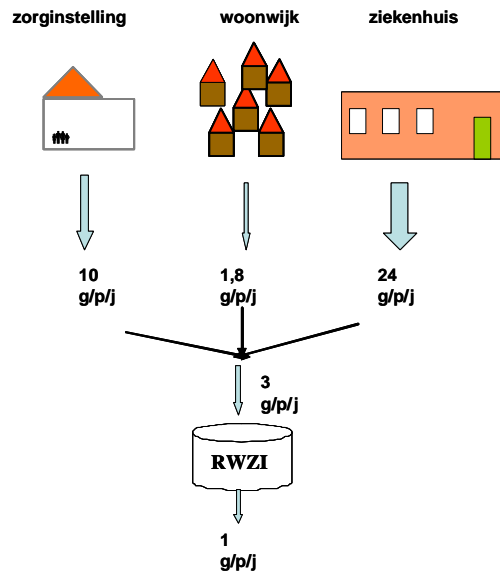 zorginstelling
woonwijk
ziekenhuis
10
g/p/j
1,8
g/p/j
24
g/p/j
3
g/p/j
RWZI
1
g/p/j